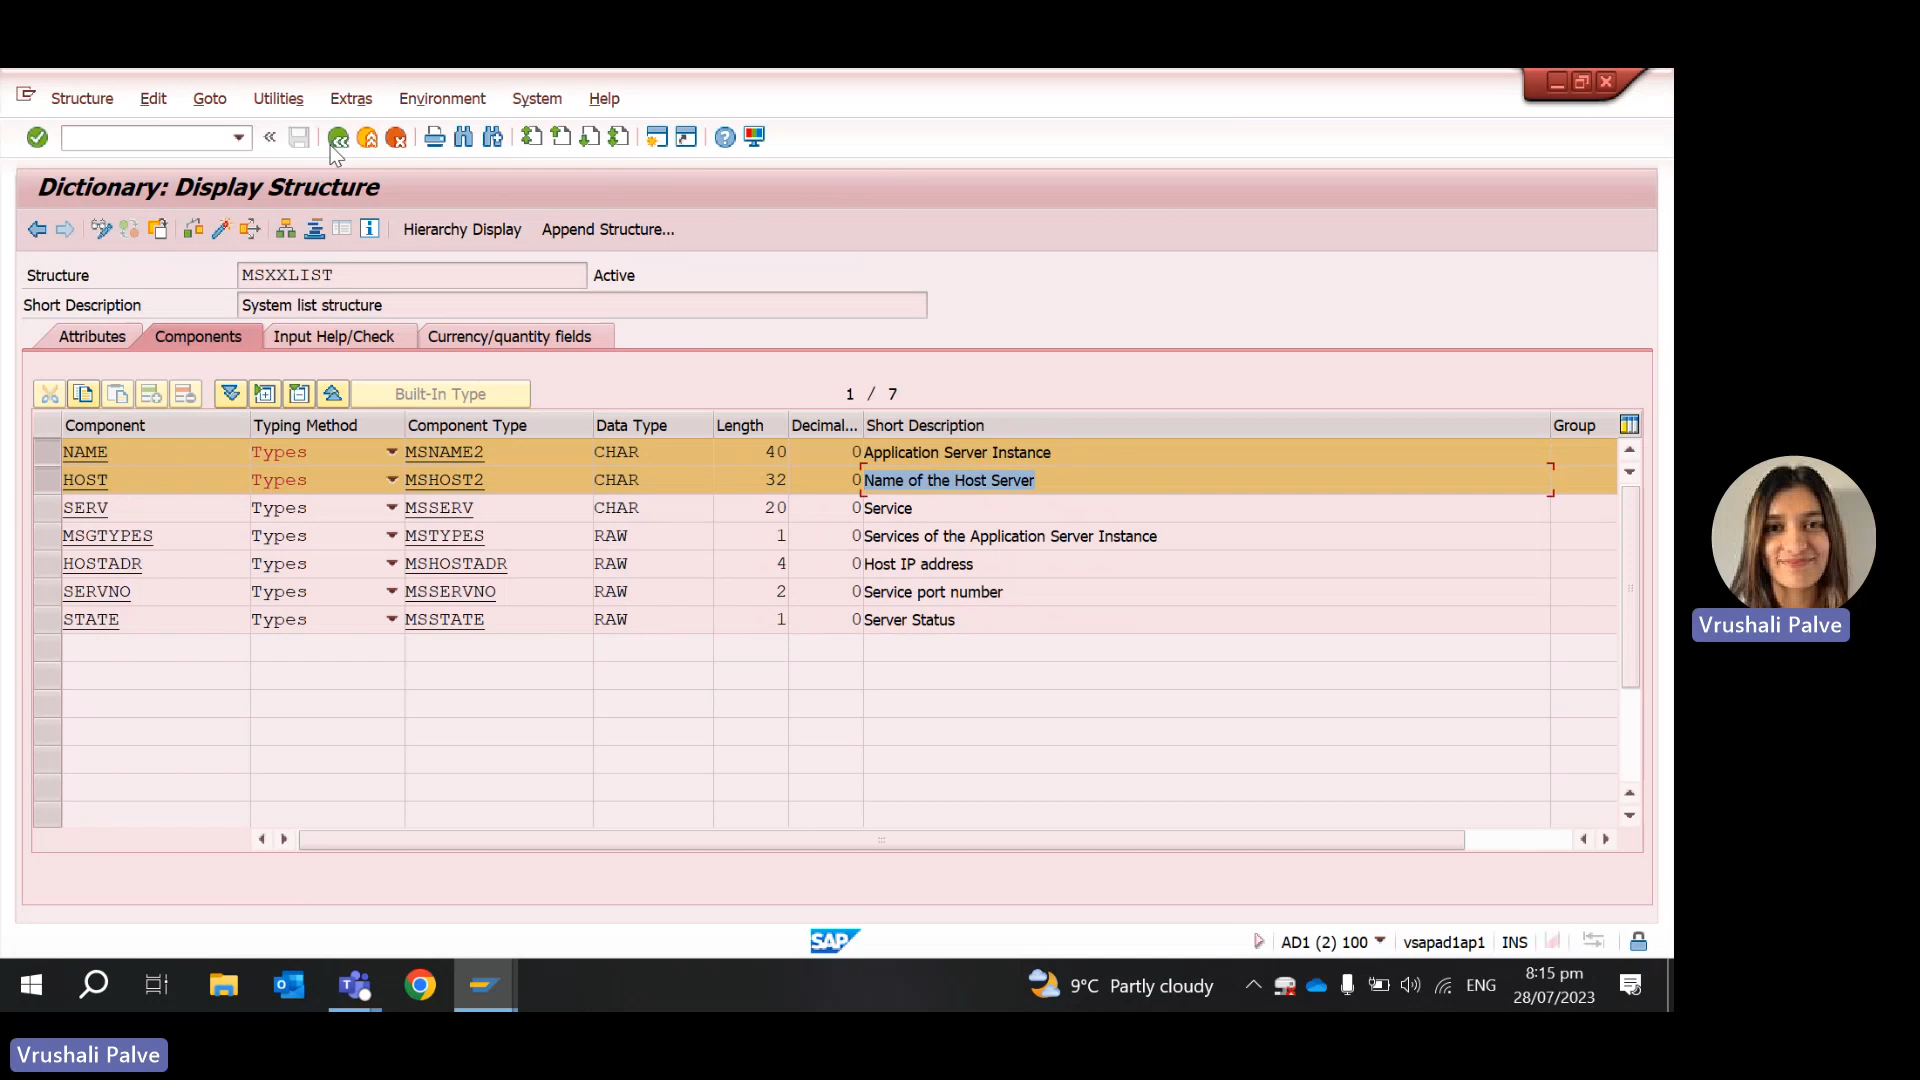 Structure Edit Goto Utilities Extras Environment System Help
Dictionary: Display Structure
Hierarchy Display Append Structure...
Structure MSXXLIST Active
Short Description System list structure
Attributes Components Input Help/Check Currency/quantity fields
Built-In Type 1 / 7
Component Typing Method Component Type Data Type Length Decimal... Short Description Group
NAME Types MSNAME2 CHAR 40 0 Application Server Instance
HOST Types MSHOST2 CHAR 32 0 Name of the Host Server
SERV Types MSSERV CHAR 20 0 Service
MSGTYPES Types MSTYPES RAW 1 0 Services of the Application Server Instance
HOSTADR Types MSHOSTADR RAW 4 0 Host IP address
SERVNO Types MSSERVNO RAW 2 0 Service port number
STATE Types MSSTATE RAW 1 0 Server Status
Vrushali Palve
SAP AD1 (2) 100 vsapad1ap1 INS
9°C Partly cloudy ENG 8:15 pm
28/07/2023
Vrushali Palve